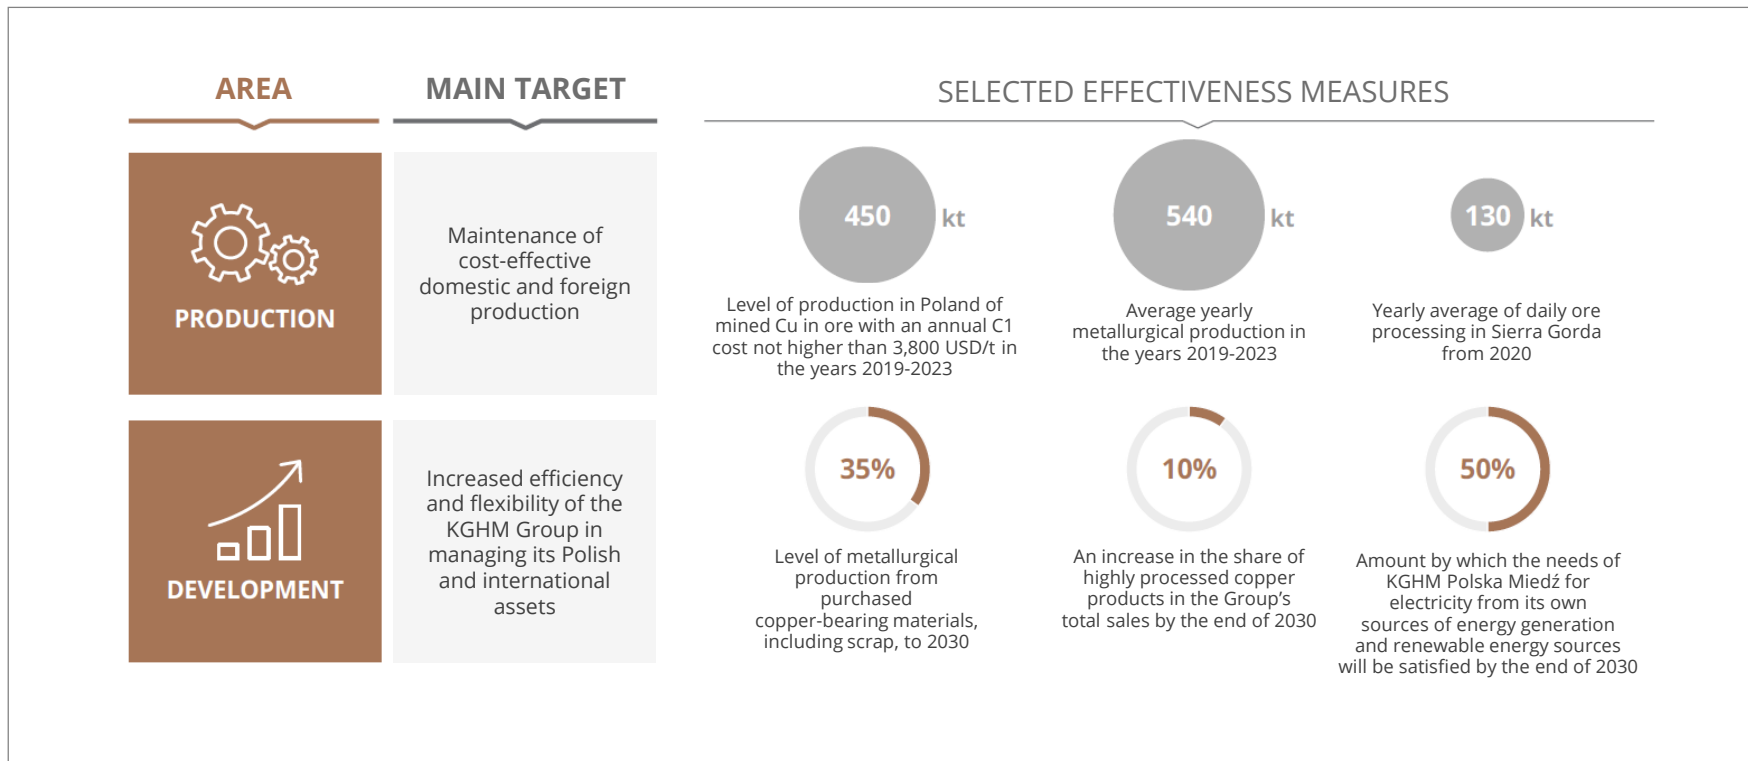 AREA
MAIN TARGET
SELECTED EFFECTIVENESS MEASURES
PRODUCTION
Maintenance of
cost-effective
domestic and foreign
production
450 kt
Level of production in Poland of
mined Cu in ore with an annual C1
cost not higher than 3,800 USD/t in
the years 2019-2023
540 kt
Average yearly
metallurgical production in
the years 2019-2023
130 kt
Yearly average of daily ore
processing in Sierra Gorda
from 2020
DEVELOPMENT
Increased efficiency
and flexibility of the
KGHM Group in
managing its Polish
and international
assets
35%
Level of metallurgical
production from
purchased
copper-bearing materials,
including scrap, to 2030
10%
An increase in the share of
highly processed copper
products in the Group’s
total sales by the end of 2030
50%
Amount by which the needs of
KGHM Polska Miedź for
electricity from its own
sources of energy generation
and renewable energy sources
will be satisfied by the end of 2030